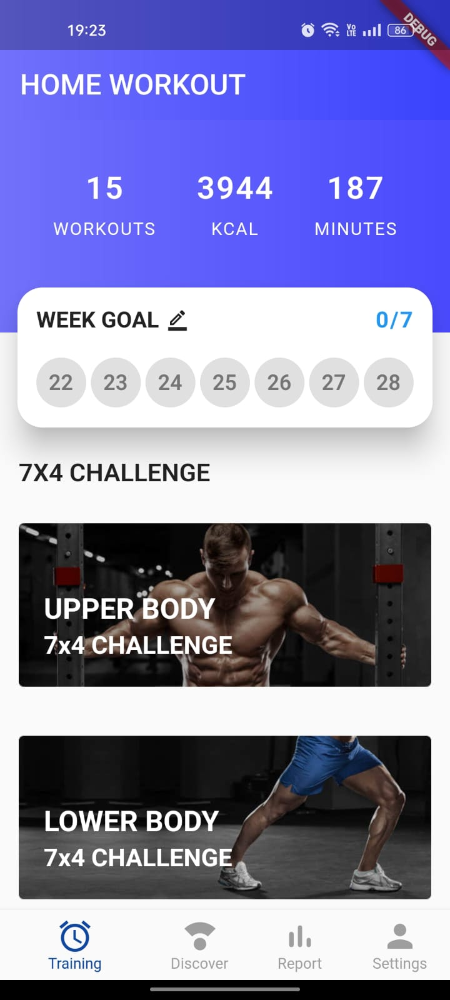 19:23
Vo LTE
86
DEBUG
HOME WORKOUT
15 3944 187
WORKOUTS KCAL MINUTES
WEEK GOAL 0/7
22 23 24 25 26 27 28
7X4 CHALLENGE
UPPER BODY
7x4 CHALLENGE
LOWER BODY
7x4 CHALLENGE
Training Discover Report Settings